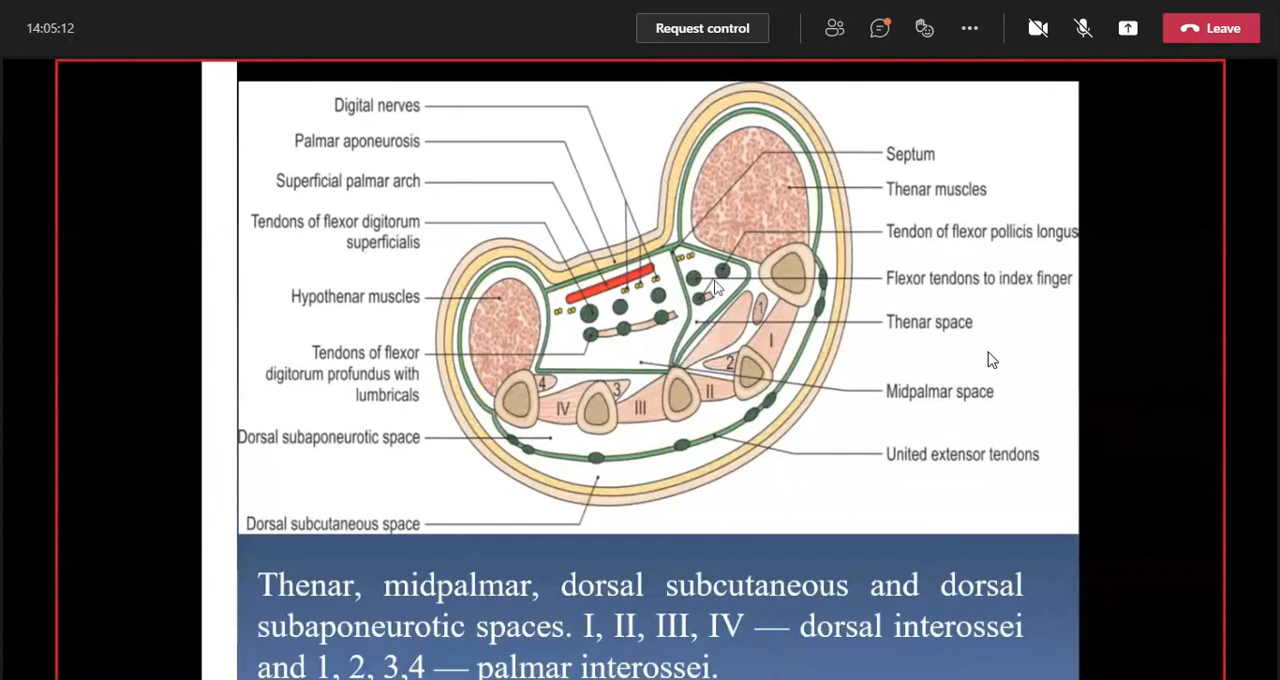 14:05:12
Request control
Leave
Digital nerves
Palmar aponeurosis
Superficial palmar arch
Tendons of flexor digitorum
superficialis
Hypothenar muscles
Tendons of flexor
digitorum profundus with
lumbricals
Dorsal subaponeurotic space
Dorsal subcutaneous space
Septum
Thenar muscles
Tendon of flexor pollicis longus
Flexor tendons to index finger
Thenar space
Midpalmar space
United extensor tendons
1
I
2
II
3
III
4
IV
Thenar, midpalmar, dorsal subcutaneous and dorsal
subaponeurotic spaces. I, II, III, IV — dorsal interossei
and 1, 2, 3,4 — palmar interossei.